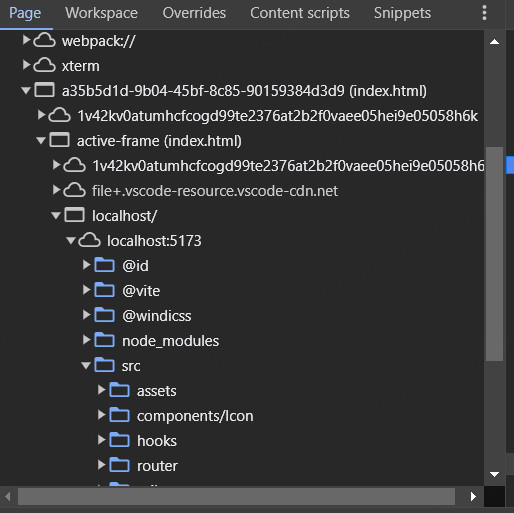 Page Workspace Overrides Content scripts Snippets
webpack://
xterm
a35b5d1d-9b04-45bf-8c85-90159384d3d9 (index.html)
1v42kv0atumhcfcogd99te2376at2b2f0vaee05hei9e05058h6k
active-frame (index.html)
1v42kv0atumhcfcogd99te2376at2b2f0vaee05hei9e05058h6
file+.vscode-resource.vscode-cdn.net
localhost/
localhost:5173
@id
@vite
@windicss
node_modules
src
assets
components/Icon
hooks
router